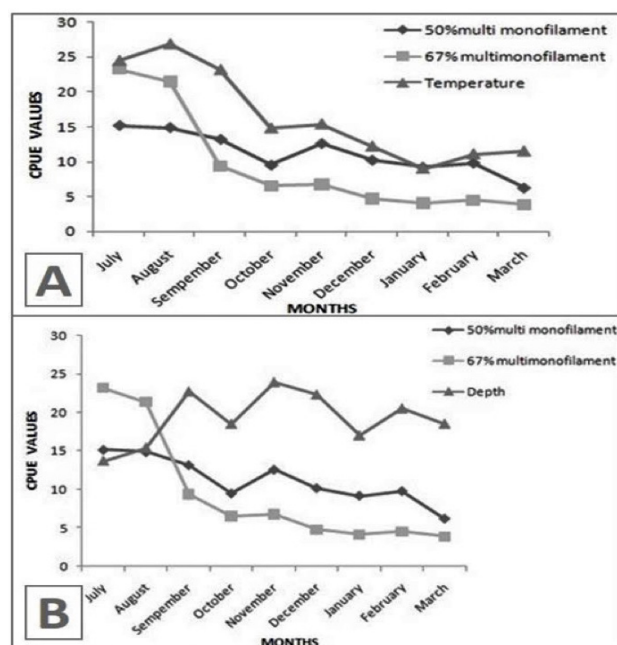 30
25
20
15
10
5
0
CPUE VALUES
50%multi monofilament
67%multimonofilament
Temperature
July
August
Sempember
October
November
December
January
February
March
MONTHS
A
30
25
20
15
10
5
0
CPUE VALUES
50%multi monofilament
67%multimonofilament
Depth
July
August
Sempember
October
November
December
January
February
March
MONTHS
B